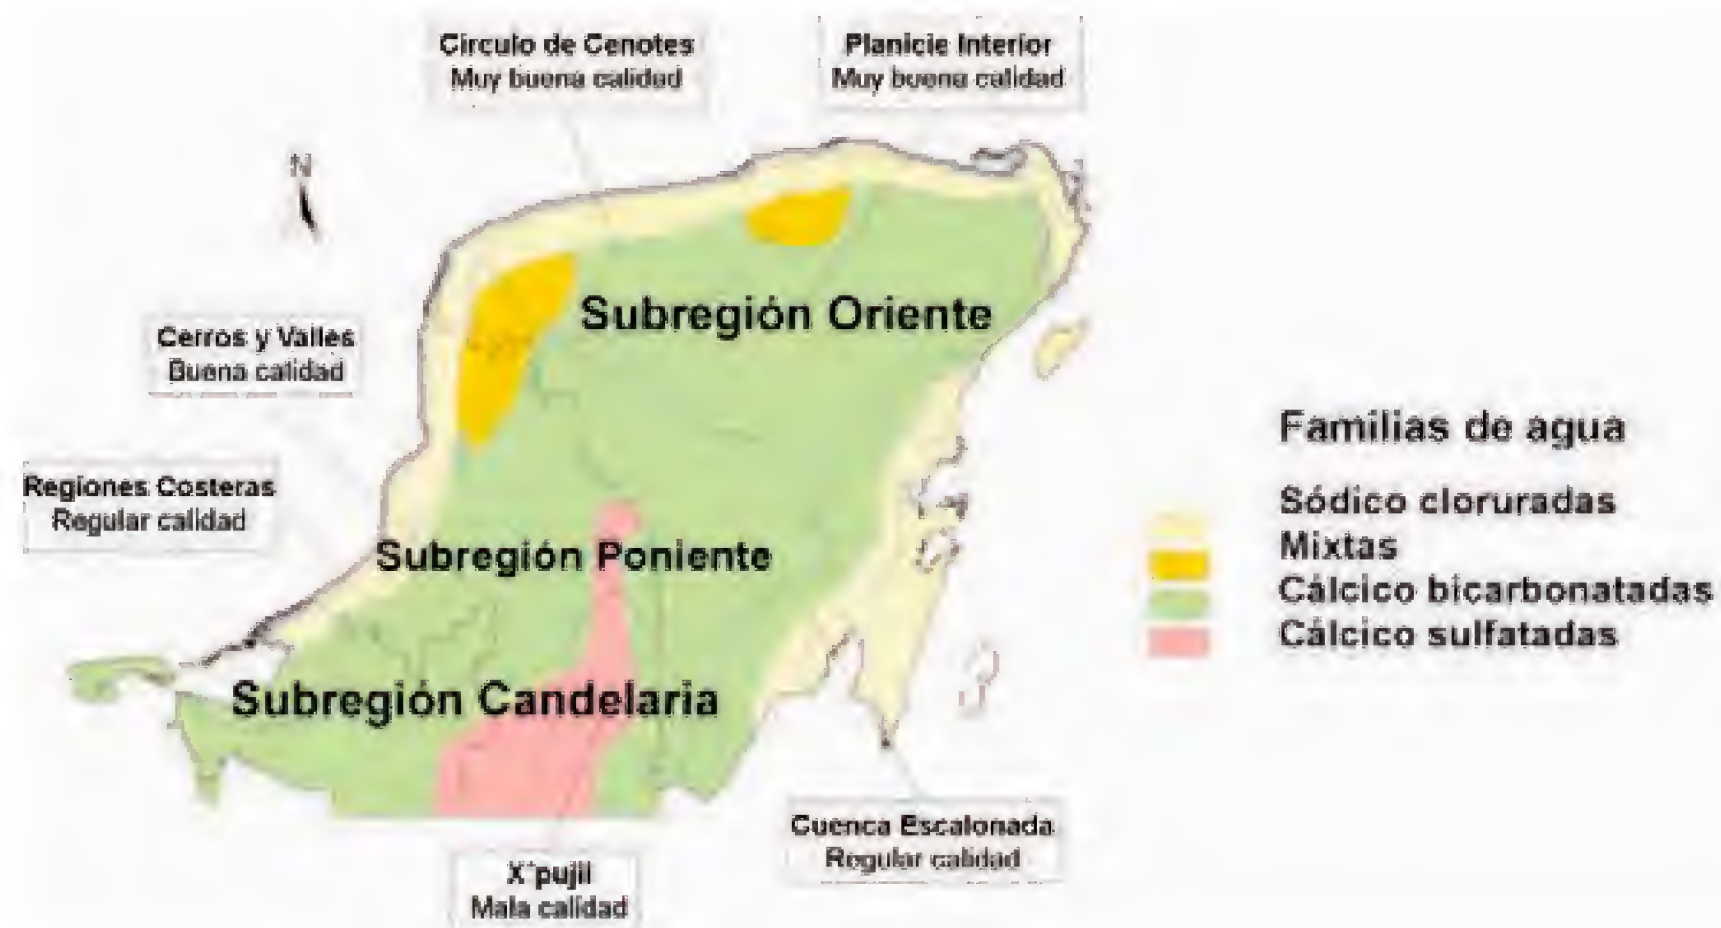 Circulo de Cenotes
Muy buena calidad
Planicie Interior
Muy buena calidad
N
Cerros y Valles
Buena calidad
Subregión Oriente
Regiones Costeras
Regular calidad
Subregión Poniente
Subregión Candelaria
Familias de agua
Sódico cloruradas
Mixtas
Cálcico bicarbonatadas
Cálcico sulfatadas
Cuenca Escalonada
Regular calidad
X'pujil
Mala calidad